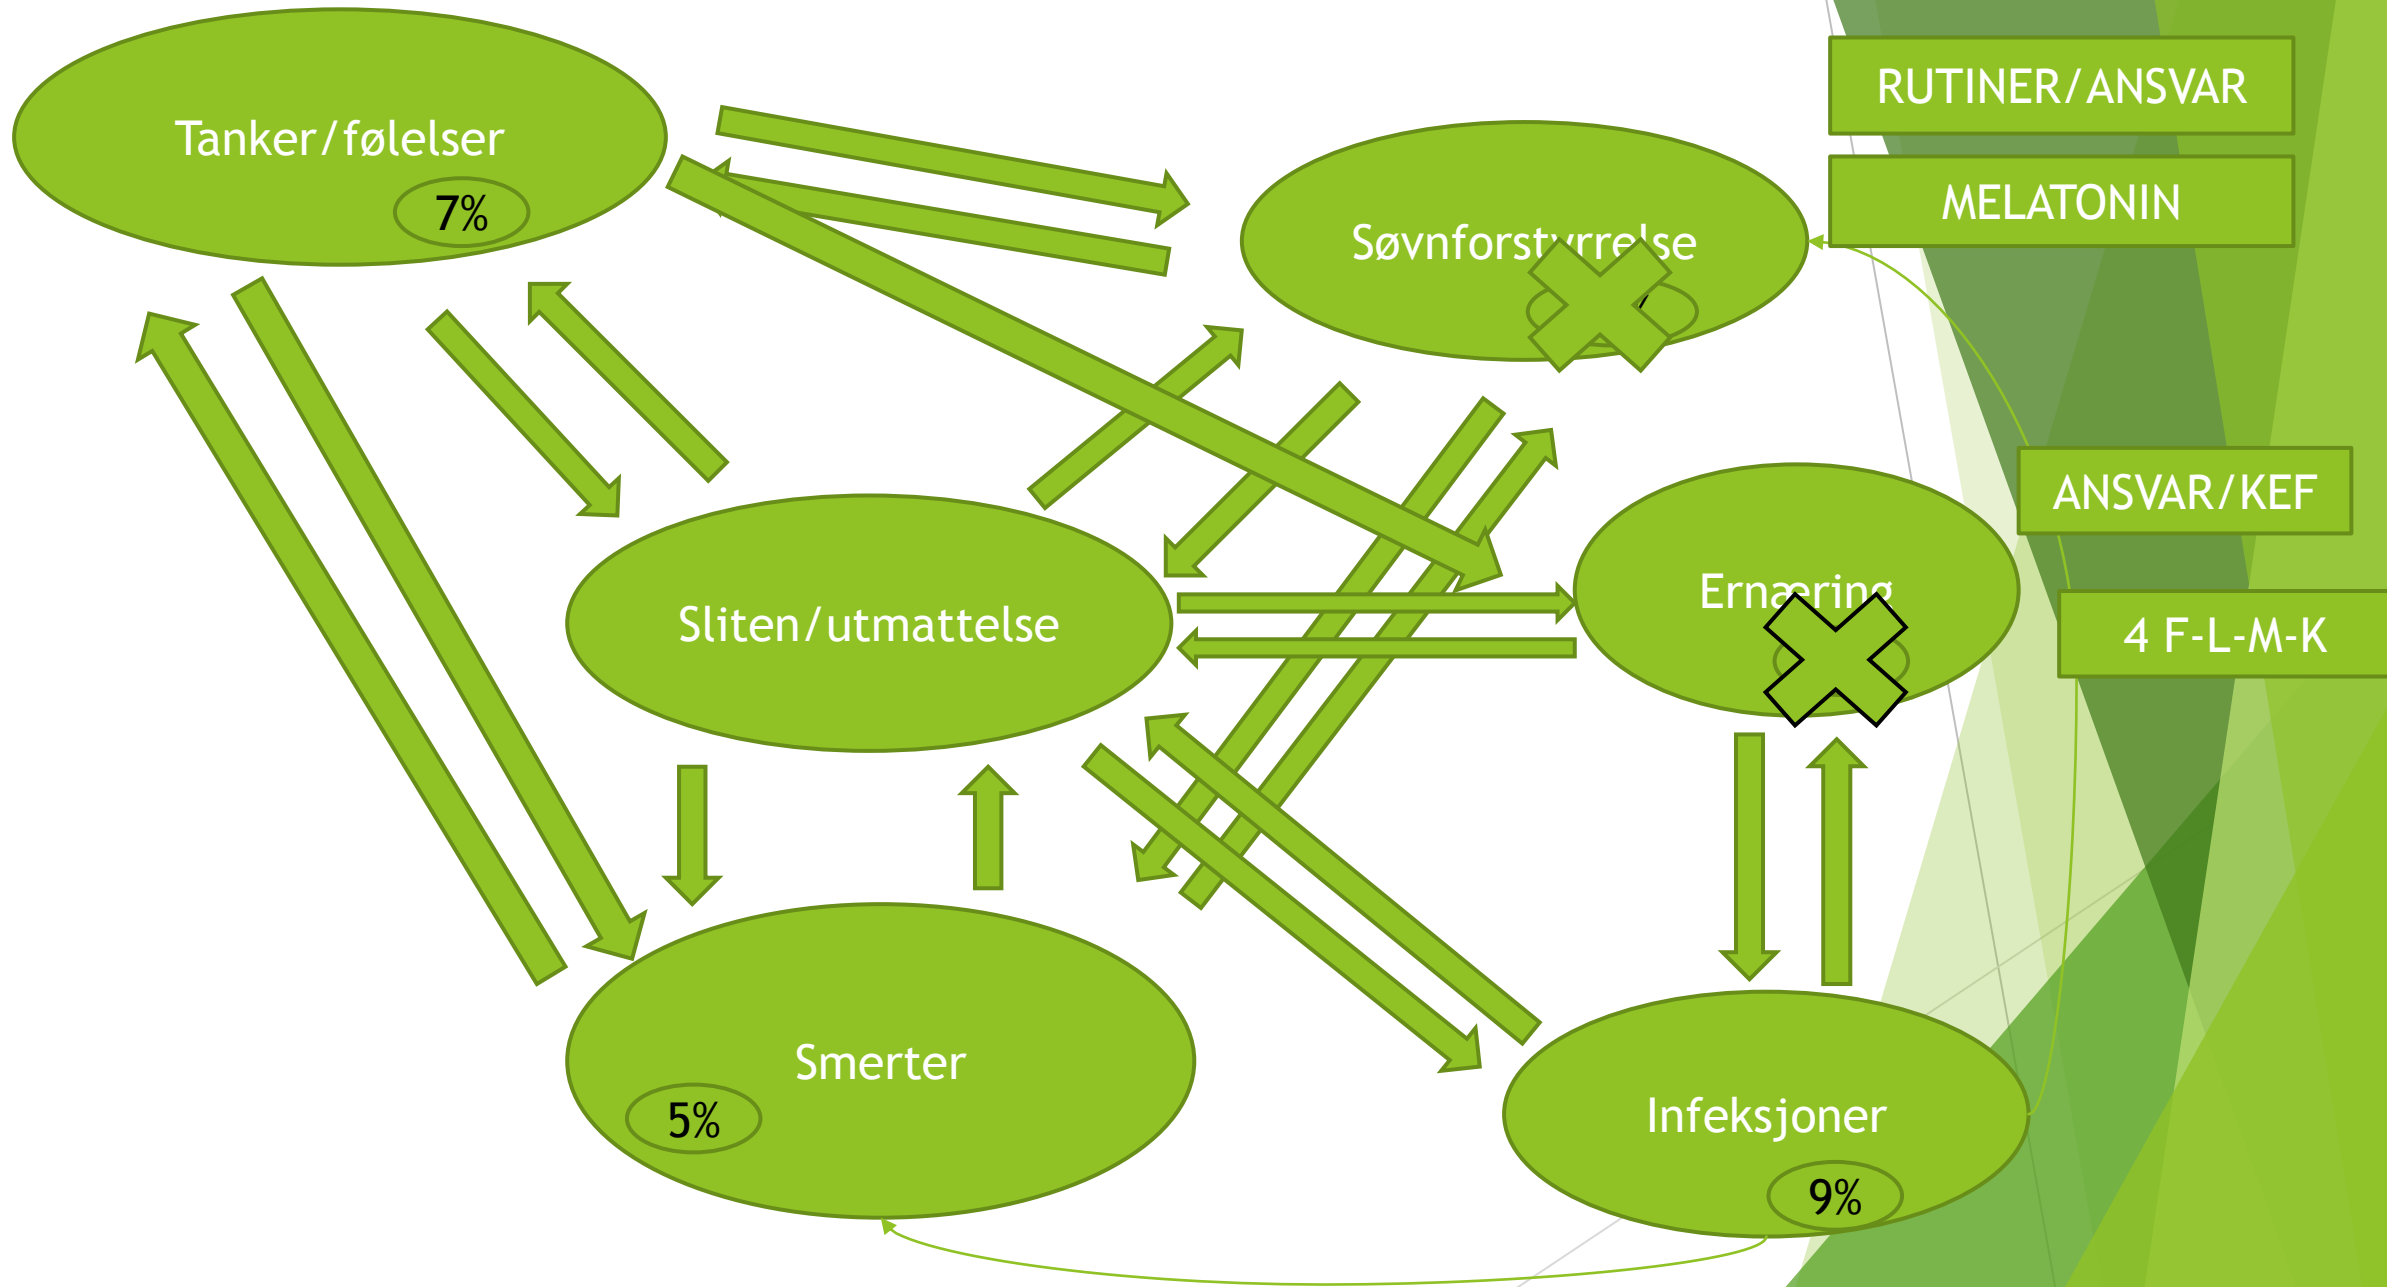 Tanker/følelser
7%
RUTINER/ANSVAR
MELATONIN
Søvnforstyrrelse
ANSVAR/KEF
Ernæring
4 F-L-M-K
Sliten/utmattelse
Smerter
5%
Infeksjoner
9%